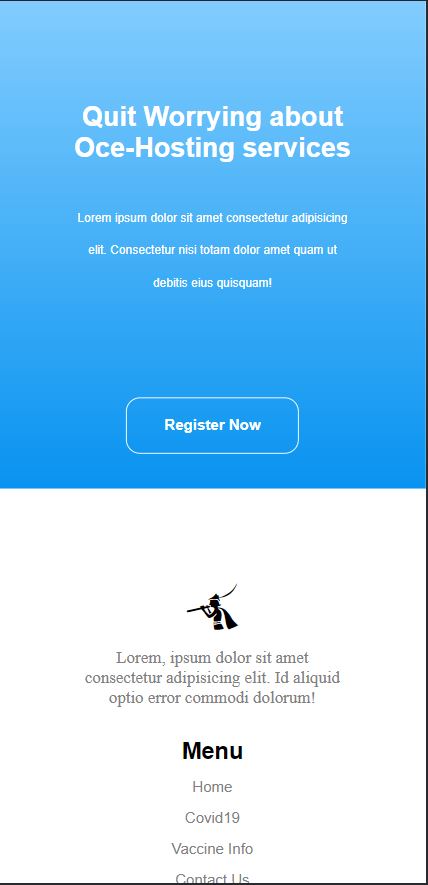 Quit Worrying about
Oce-Hosting services
Lorem ipsum dolor sit amet consectetur adipisicing
elit. Consectetur nisi totam dolor amet quam ut
debitis eius quisquam!
Register Now
Lorem, ipsum dolor sit amet
consectetur adipisicing elit. Id aliquid
optio error commodi dolorum!
Menu
Home
Covid19
Vaccine Info
Contact Us